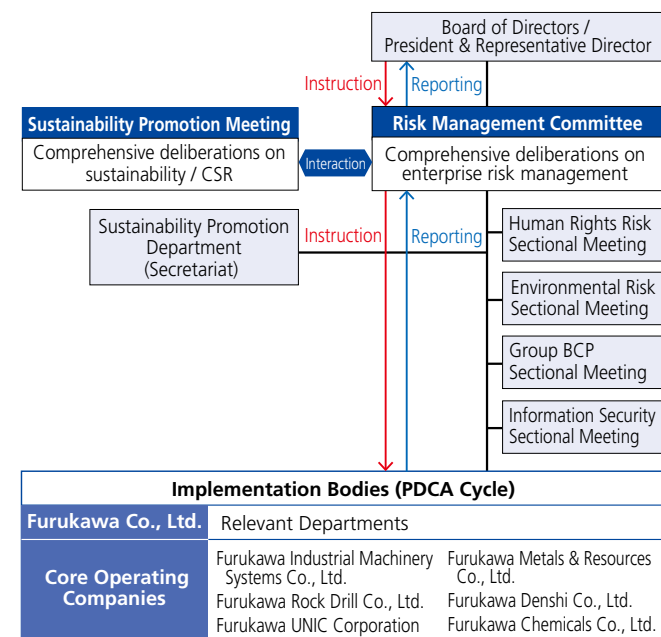 Board of Directors /
President & Representative Director
Instruction
Reporting
Sustainability Promotion Meeting
Comprehensive deliberations on
sustainability / CSR
Interaction
Risk Management Committee
Comprehensive deliberations on
enterprise risk management
Sustainability Promotion
Department
(Secretariat)
Instruction
Reporting
Human Rights Risk
Sectional Meeting
Environmental Risk
Sectional Meeting
Group BCP
Sectional Meeting
Information Security
Sectional Meeting
Implementation Bodies (PDCA Cycle)
Furukawa Co., Ltd.
Relevant Departments
Core Operating
Companies
Furukawa Industrial Machinery
Systems Co., Ltd.
Furukawa Rock Drill Co., Ltd.
Furukawa UNIC Corporation
Furukawa Metals & Resources
Co., Ltd.
Furukawa Denshi Co., Ltd.
Furukawa Chemicals Co., Ltd.